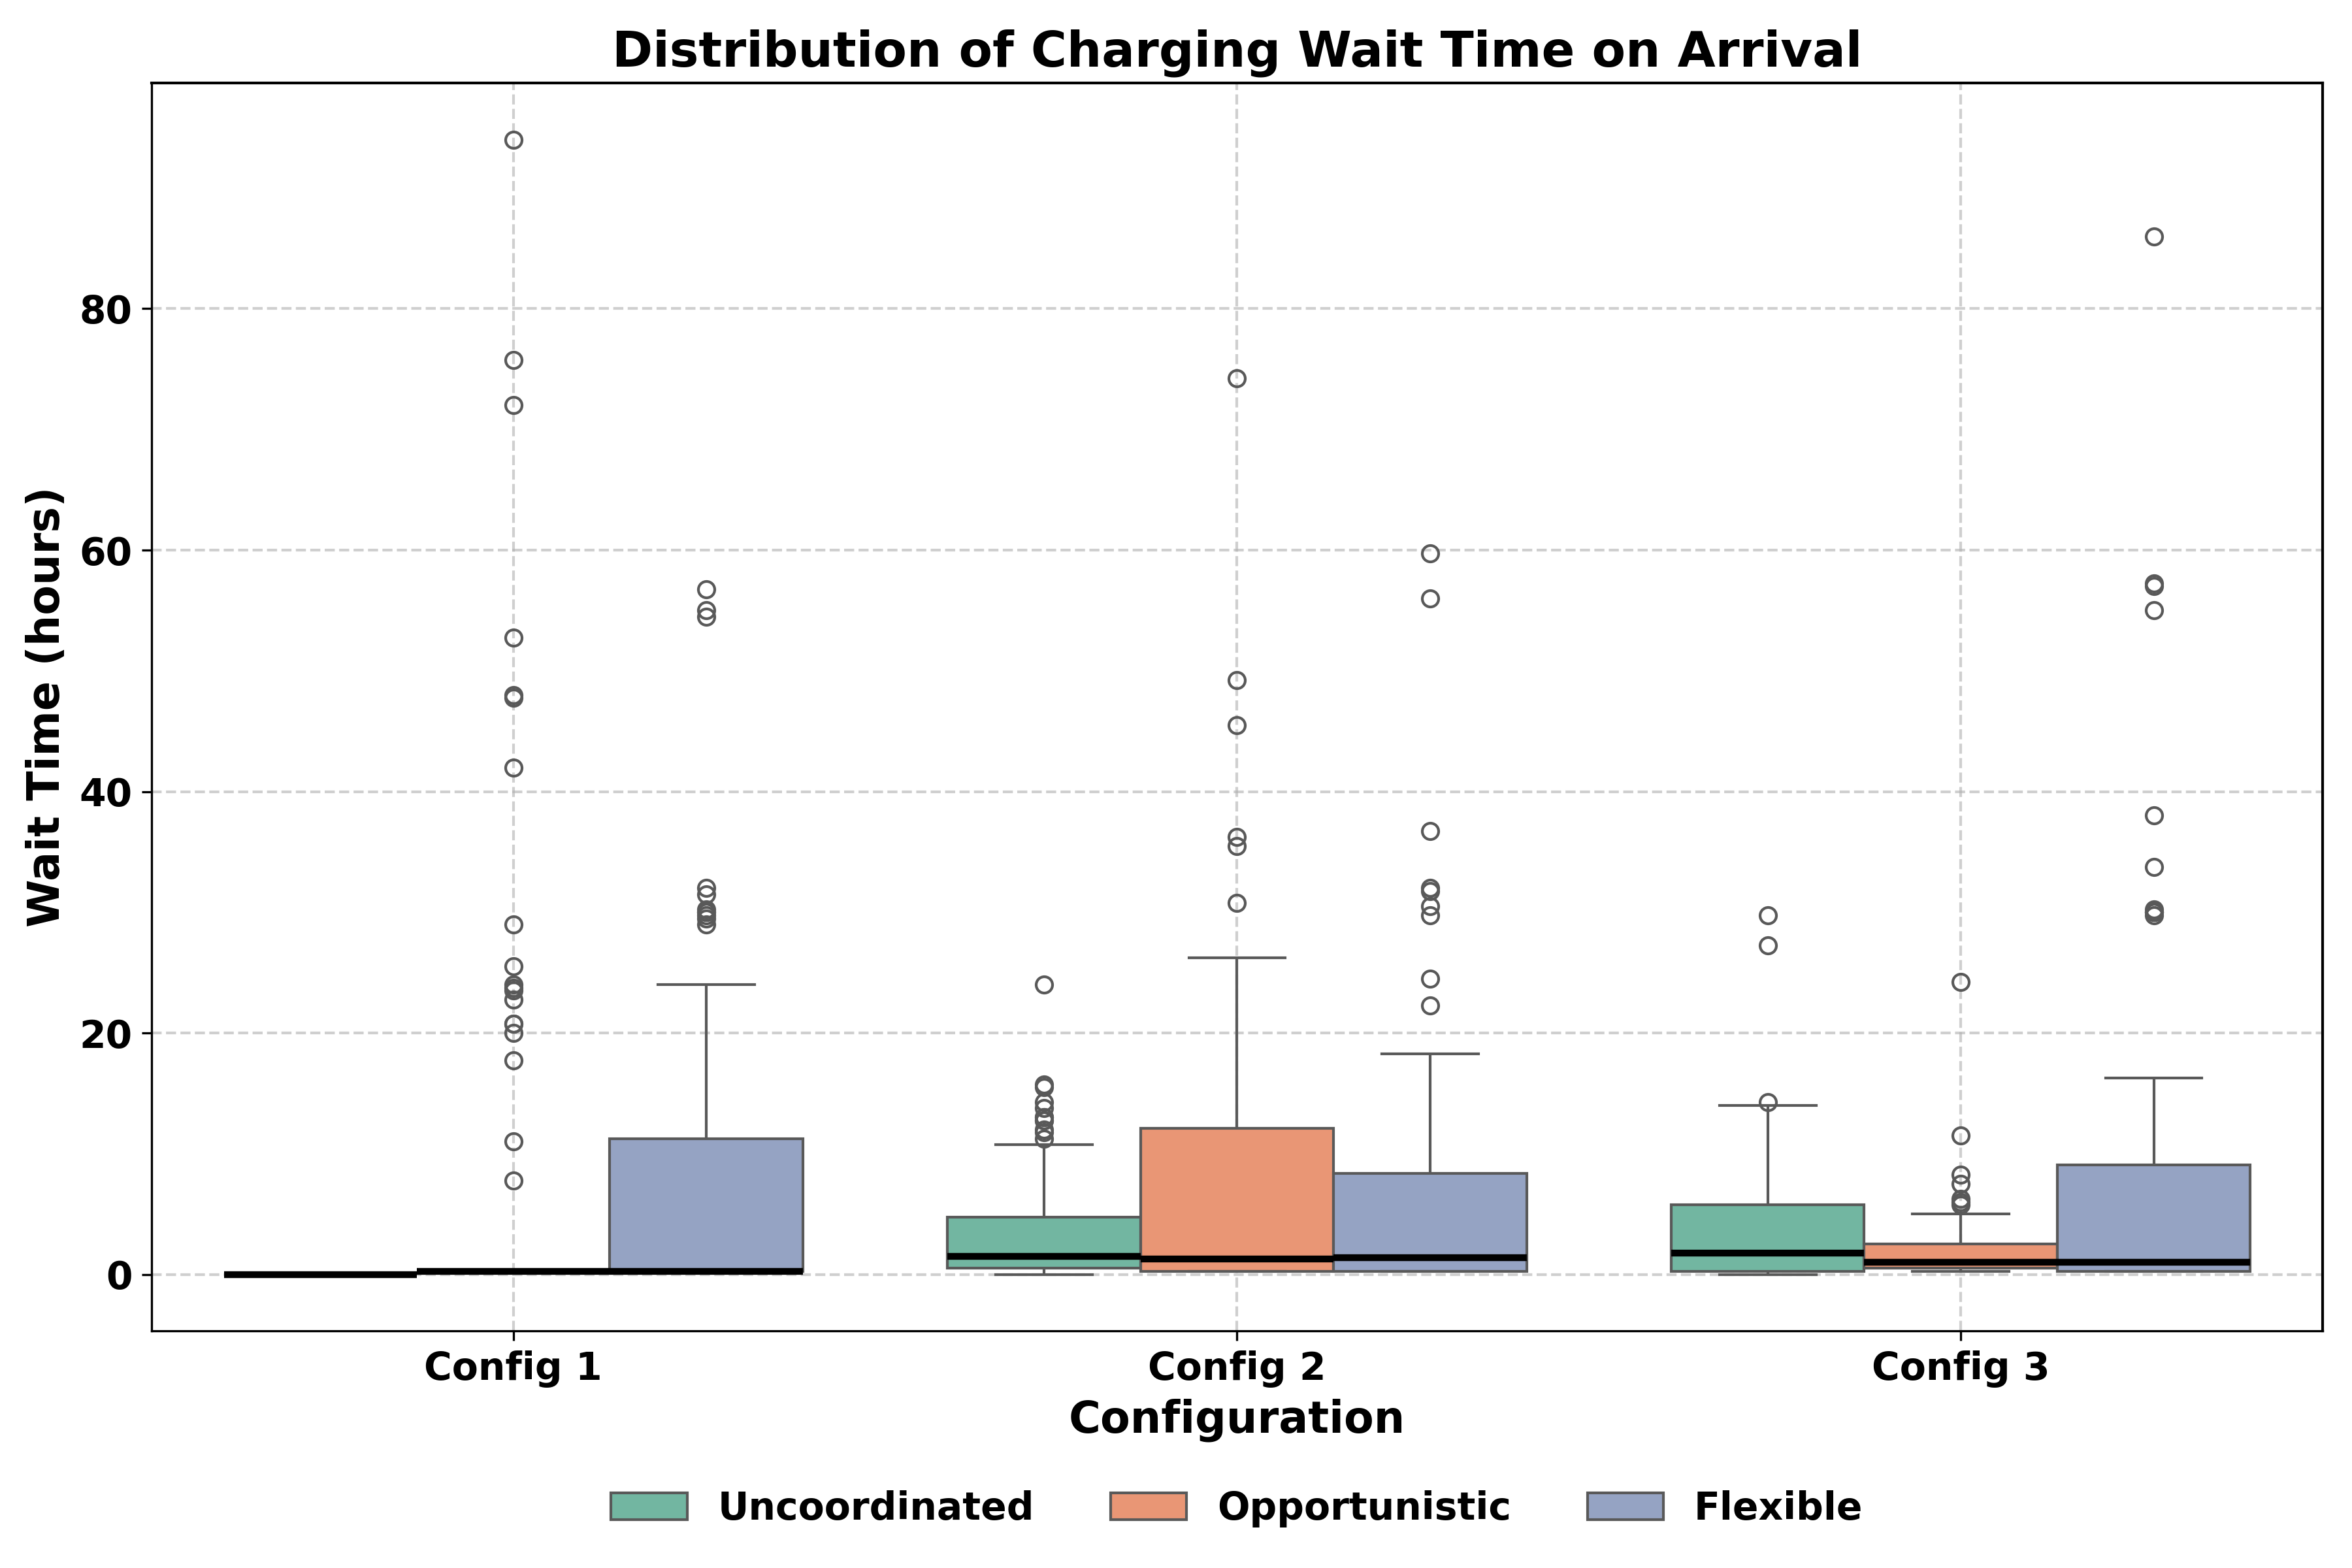 Distribution of Charging Wait Time on Arrival
Wait Time (hours)
80
60
40
20
0
Config 1
Config 2
Config 3
Configuration
Uncoordinated
Opportunistic
Flexible